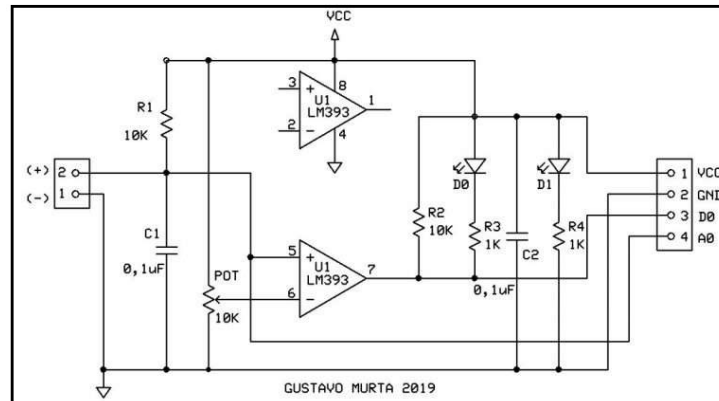 VCC
3
+
8
U1
LM393
1
2
−
4
R1
10K
(+)
2
(-)
1
C1
0,1uF
POT
10K
5
+
U1
LM393
7
6
−
R2
10K
D0
R3
1K
C2
0,1uF
D1
R4
1K
1
VCC
2
GND
3
D0
4
A0
GUSTAVO MURTA 2019